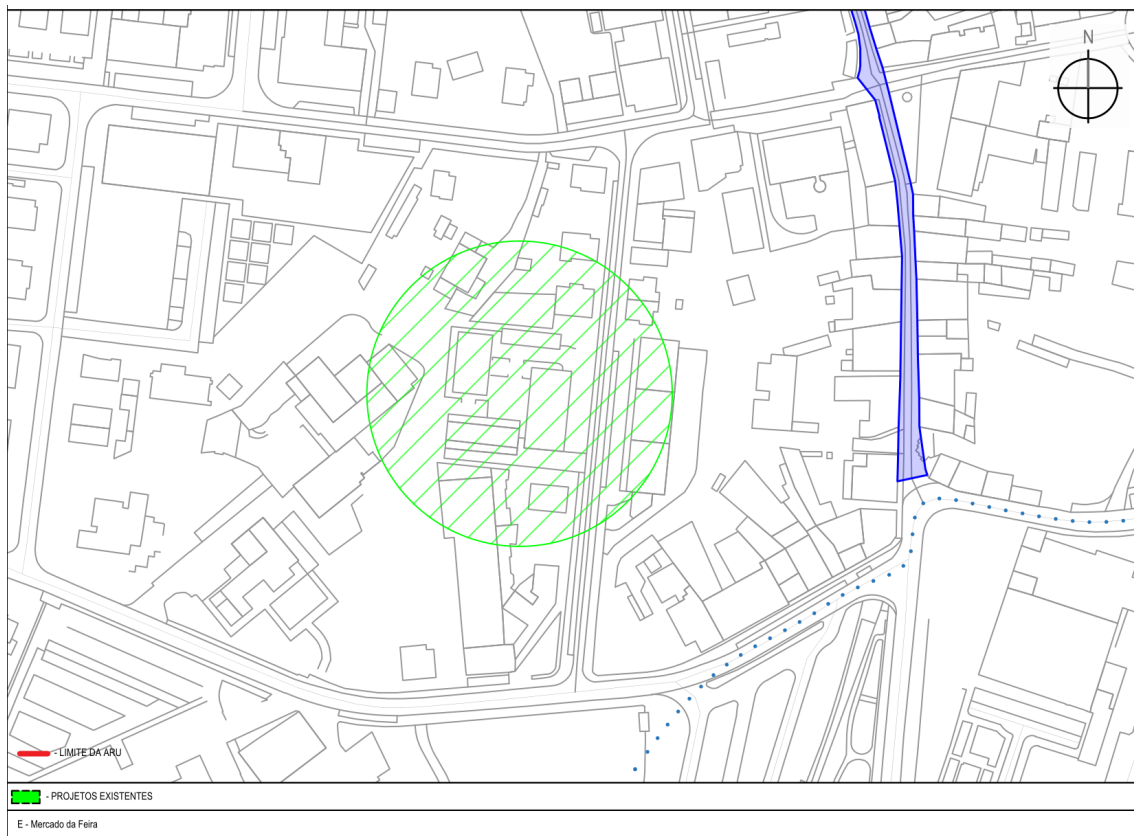 N
- LIMITE DA ARU
- PROJETOS EXISTENTES
E - Mercado da Feira